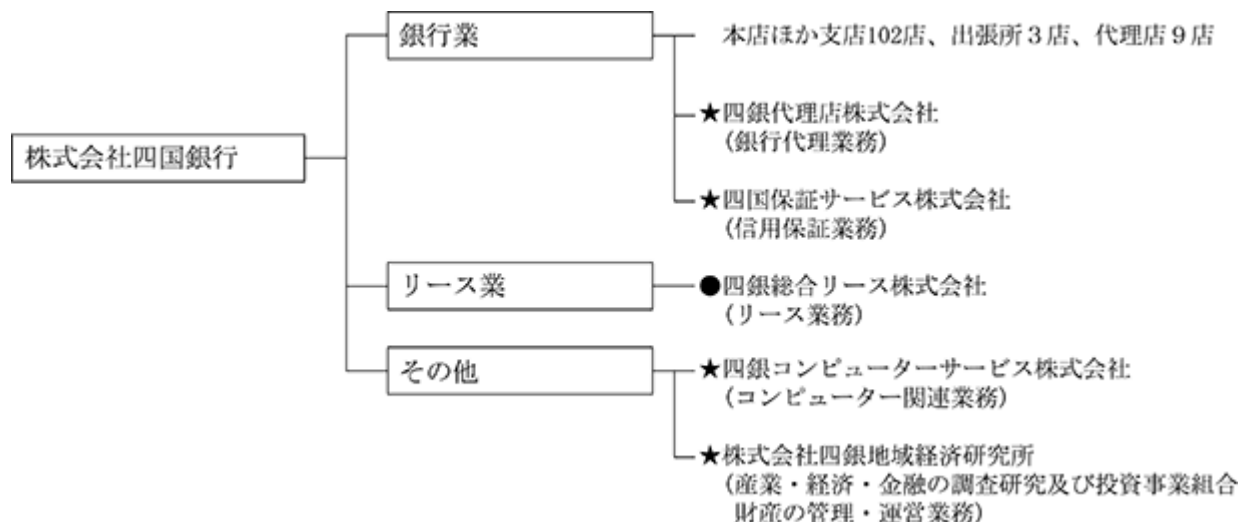 銀行業
本店ほか支店102店、出張所３店、代理店９店
★四銀代理店株式会社
（銀行代理業務）
株式会社四国銀行
★四国保証サービス株式会社
（信用保証業務）
リース業
●四銀総合リース株式会社
（リース業務）
その他
★四銀コンピューターサービス株式会社
（コンピューター関連業務）
★株式会社四銀地域経済研究所
（産業・経済・金融の調査研究及び投資事業組合
財産の管理・運営業務）